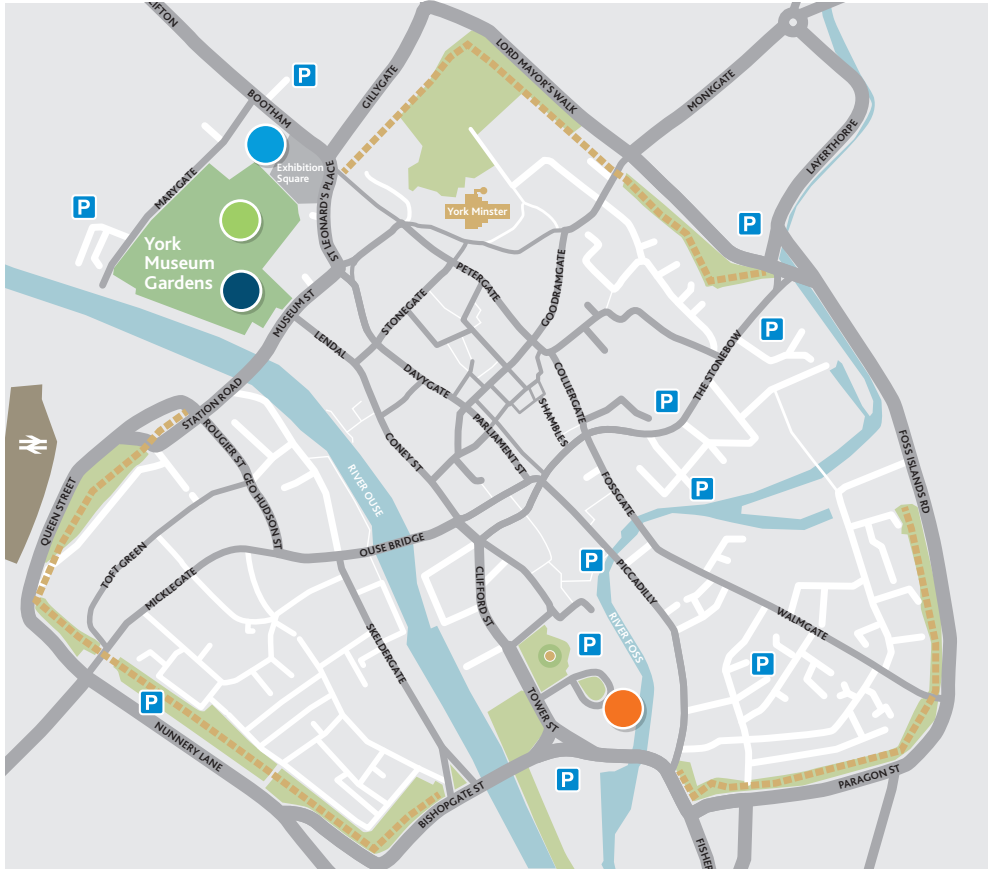 LIFTON
P
BOOTHAM
GILLYGATE
LORD MAYOR'S WALK
MONKGATE
LAYERTHORPE
Exhibition
Square
MARYGATE
ST LEONARD'S PLACE
P
York Minster
P
York
Museum
Gardens
PETERGATE
GOODRAMGATE
MUSEUM ST
STONEGATE
P
LENDAL
THE STONEBOW
DAVYGATE
COLLIERGATE
STATION ROAD
P
SHAMBLES
PARLIAMENT ST
ROUGIER ST
CONEY ST
FOSS ISLANDS RD
GEO HUDSON ST
RIVER OUSE
P
FOSSGATE
QUEEN STREET
OUSE BRIDGE
P
TOFT GREEN
MICKLEGATE
CLIFFORD ST
PICCADILLY
WALMGATE
SKELDERGATE
P
RIVER FOSS
P
P
TOWER ST
NUNNERY LANE
P
PARAGON ST
BISHOPGATE ST
FISHER